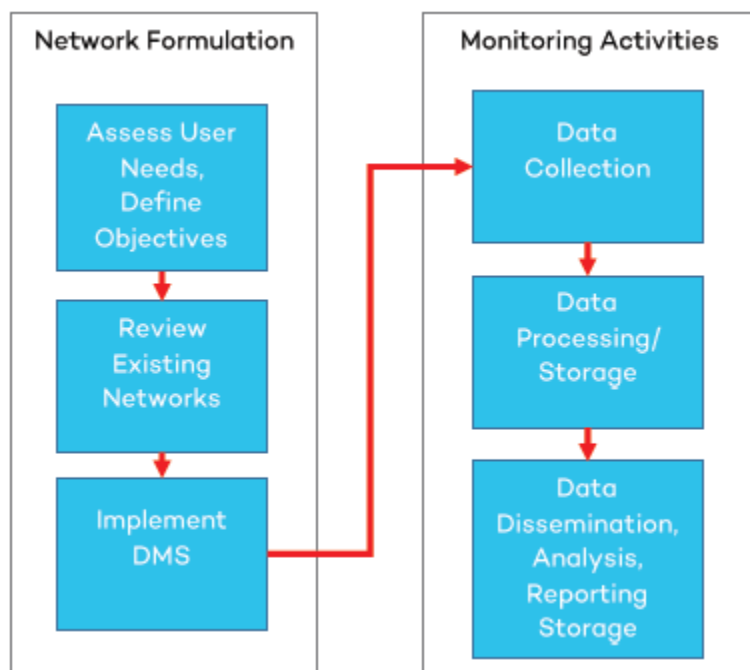 Network Formulation
Assess User
Needs,
Define
Objectives
Review
Existing
Networks
Implement
DMS
Monitoring Activities
Data
Collection
Data
Processing/
Storage
Data
Dissemination,
Analysis,
Reporting
Storage